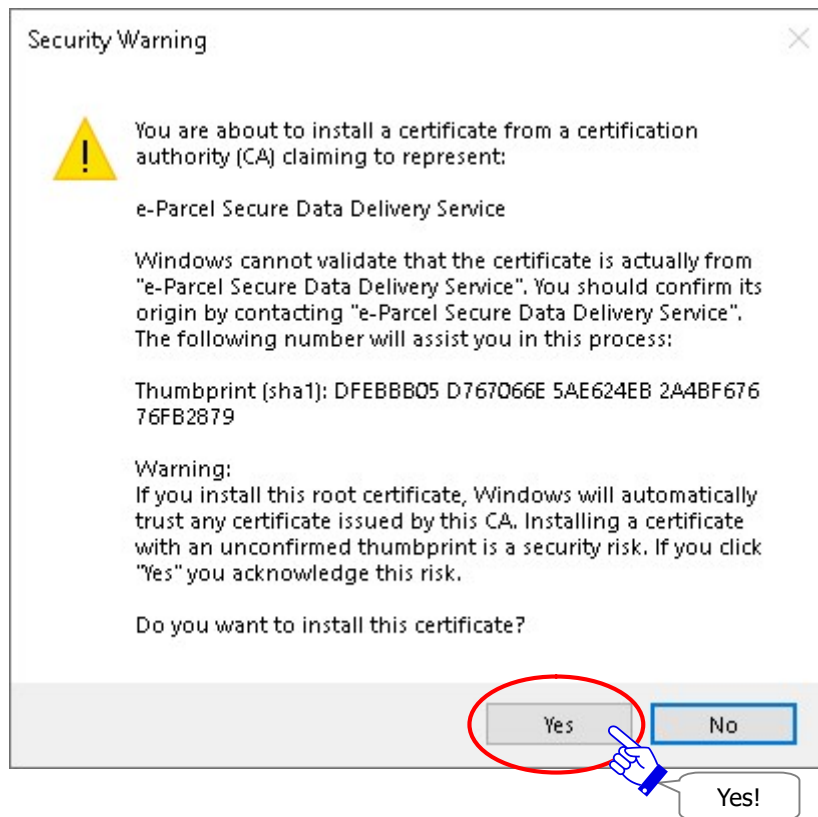 Security Warning
You are about to install a certificate from a certification
authority (CA) claiming to represent:
e-Parcel Secure Data Delivery Service
Windows cannot validate that the certificate is actually from
"e-Parcel Secure Data Delivery Service". You should confirm its
origin by contacting "e-Parcel Secure Data Delivery Service".
The following number will assist you in this process:
Thumbprint (sha1): DFEBBB05 D767066E 5AE624EB 2A4BF676
76FB2879
Warning:
If you install this root certificate, Windows will automatically
trust any certificate issued by this CA. Installing a certificate
with an unconfirmed thumbprint is a security risk. If you click
"Yes" you acknowledge this risk.
Do you want to install this certificate?
Yes No
Yes!